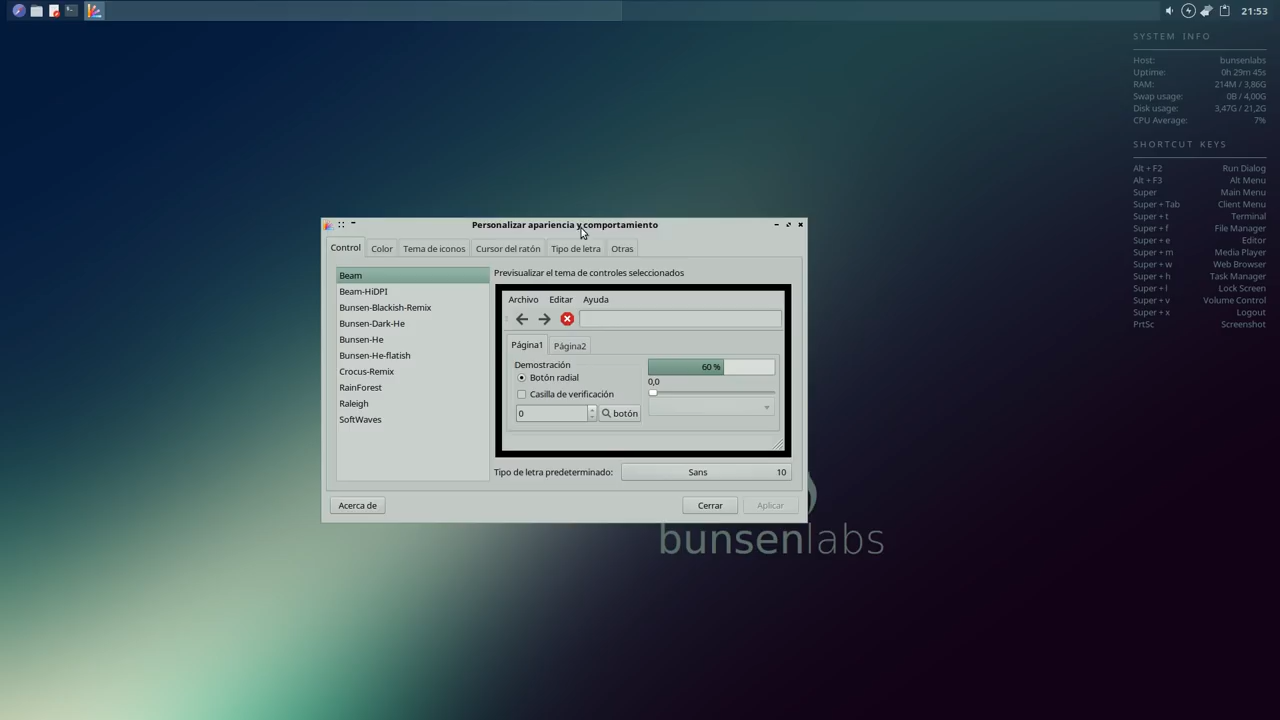 21:53
SYSTEM INFO
Host: bunsenlabs
Uptime: 0h 29m 45s
RAM: 214M / 3,86G
Swap usage: 0B / 4,00G
Disk usage: 3,47G / 21,2G
CPU Average: 7%
SHORTCUT KEYS
Alt + F2 Run Dialog
Alt + F3 Alt Menu
Super Main Menu
Super + Tab Client Menu
Super + t Terminal
Super + f File Manager
Super + e Editor
Super + m Media Player
Super + w Web Browser
Super + h Task Manager
Super + l Lock Screen
Super + v Volume Control
Super + x Logout
PrtSc Screenshot
Personalizar apariencia y comportamiento
Control Color Tema de iconos Cursor del ratón Tipo de letra Otras
Beam
Beam-HiDPI
Bunsen-Blackish-Remix
Bunsen-Dark-He
Bunsen-He
Bunsen-He-flatish
Crocus-Remix
RainForest
Raleigh
SoftWaves
Previsualizar el tema de controles seleccionados
Archivo Editar Ayuda
Página1 Página2
Demostración
Botón radial
Casilla de verificación
0 botón
60 %
0,0
Tipo de letra predeterminado: Sans 10
Acerca de Cerrar Aplicar
bunsenlabs